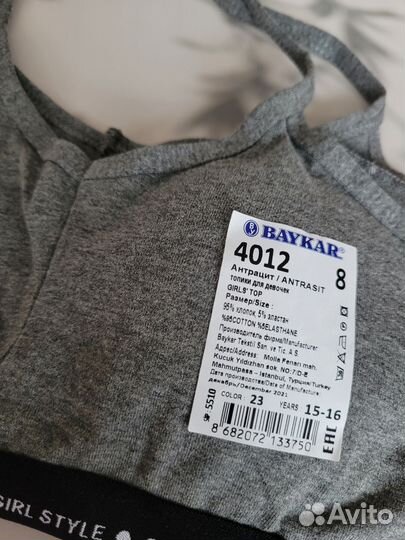 BAYKAR®
4012
8
Антрацит / ANTRASIT
топики для девочек
GIRLS' TOP
Размер/Size :
95% хлопок, 5% эластан
%95COTTON %5ELASTHANE
Производитель фирма/Manufacturer
Baykar Tekstil San. ve Tic. A.S.
Адрес/Address: Molla Fenari mah.
Kucuk Yildizhan sok. NO:7/D-E
Mahmutpasa - Istanbul, Турция/Turkey
Дата производства/Date of Manufacture
декабрь/December 2021
5510
COLOR : 23 YEARS 15-16
8 682072 133750
EAC
GIRL STYLE
Avito